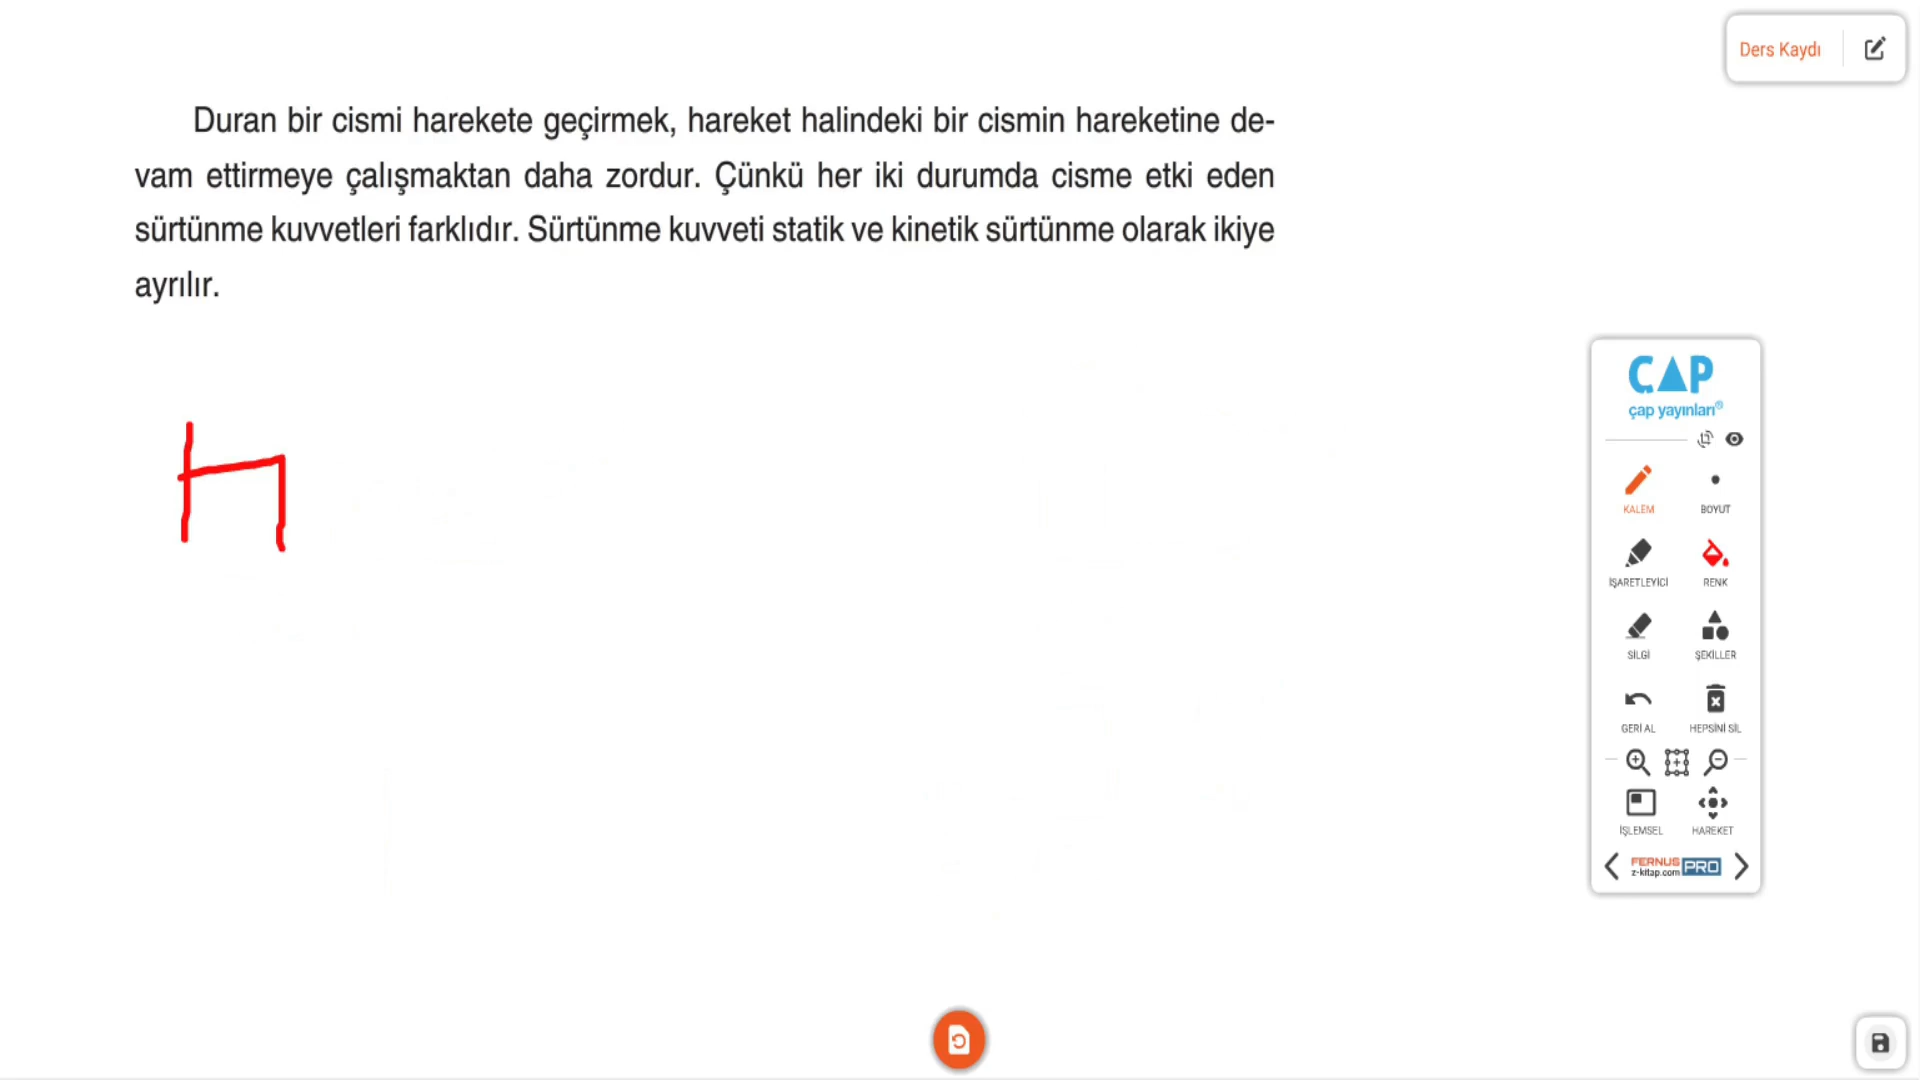 Ders Kaydı
Duran bir cismi harekete geçirmek, hareket halindeki bir cismin hareketine de-
vam ettirmeye çalışmaktan daha zordur. Çünkü her iki durumda cisme etki eden
sürtünme kuvvetleri farklıdır. Sürtünme kuvveti statik ve kinetik sürtünme olarak ikiye
ayrılır.
H
ÇAP
çap yayınları®
KALEM BOYUT
İŞARETLEYİCİ RENK
SİLGİ ŞEKİLLER
GERİ AL HEPSİNİ SİL
İŞLEMSEL HAREKET
FERNUS PRO
z-kitap.com